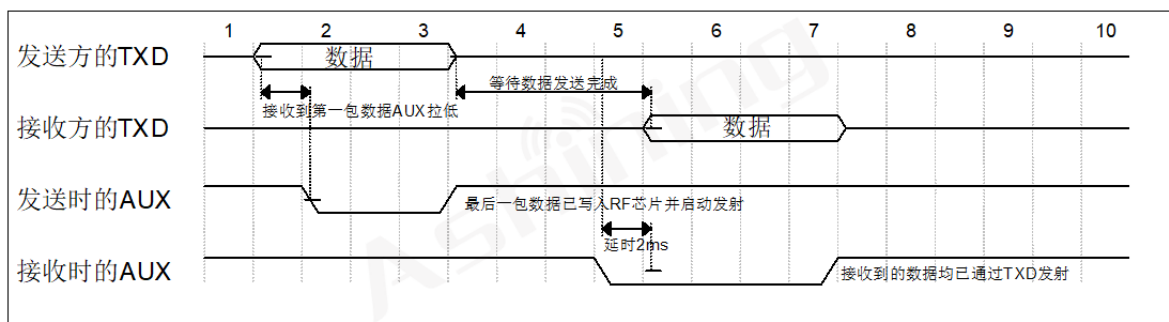 1 2 3 4 5 6 7 8 9 10
发送方的TXD
数据
等待数据发送完成
接收到第一包数据AUX拉低
接收方的TXD
数据
发送时的AUX
最后一包数据已写入RF芯片并启动发射
延时2ms
接收时的AUX
接收到的数据均已通过TXD发射
Ashining